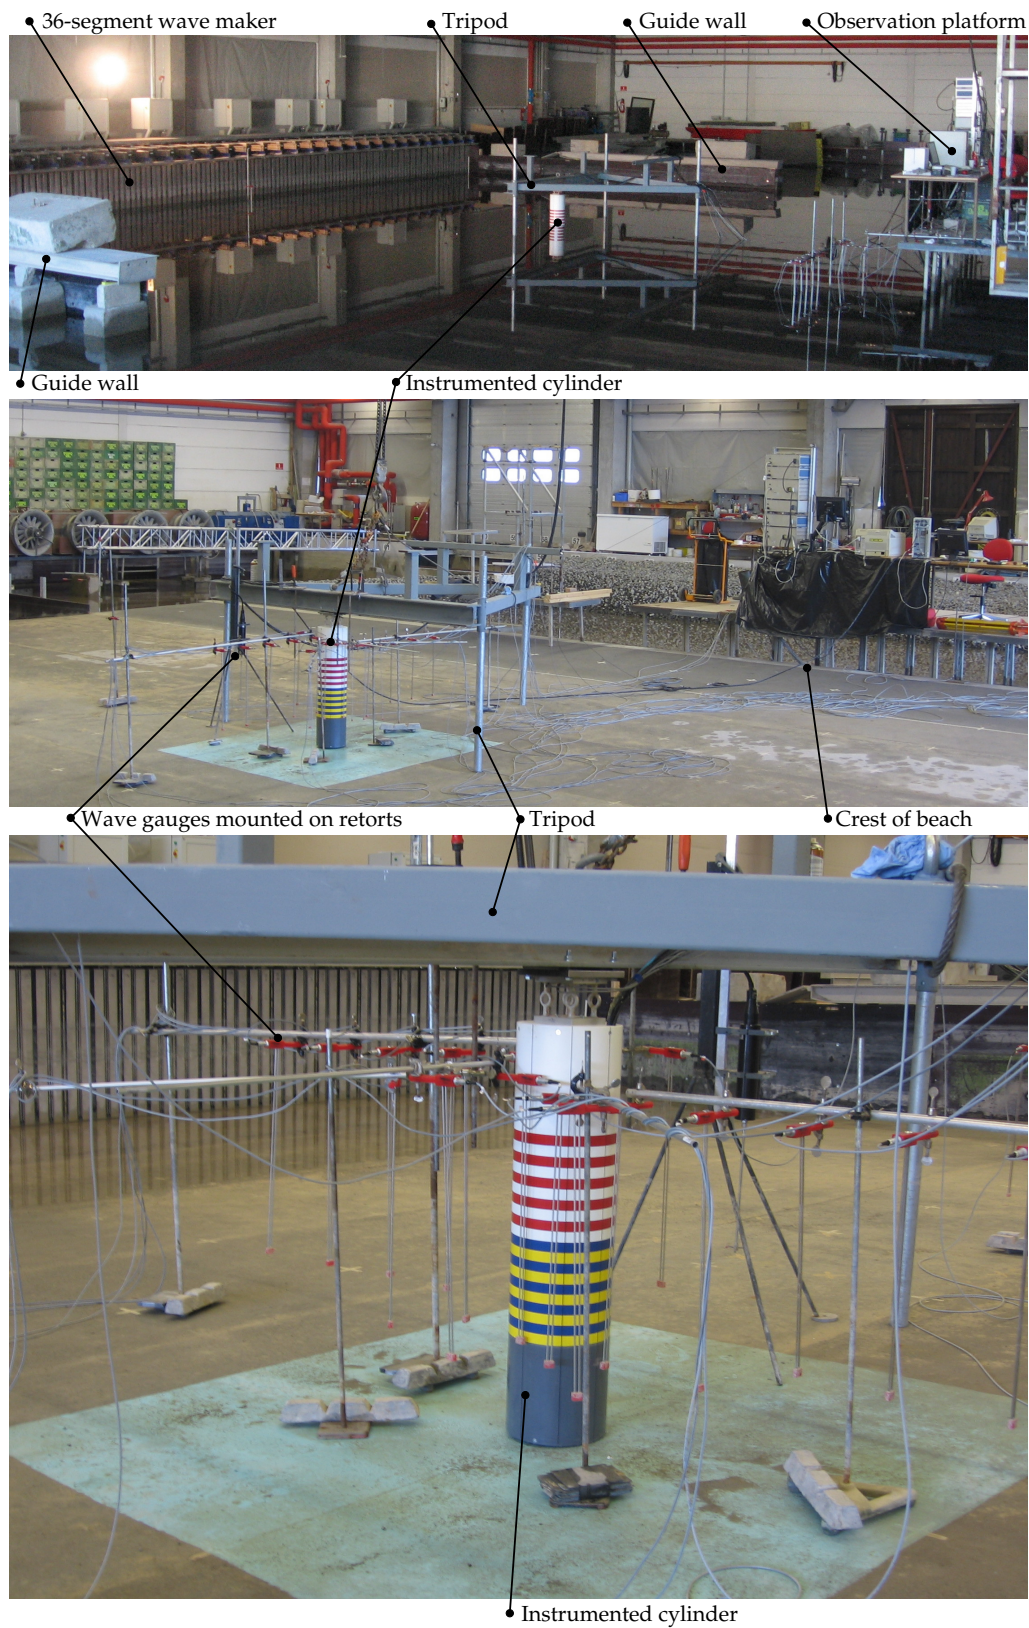 36-segment wave maker Tripod Guide wall Observation platform
Guide wall Instrumented cylinder
Wave gauges mounted on retorts Tripod Crest of beach
Instrumented cylinder